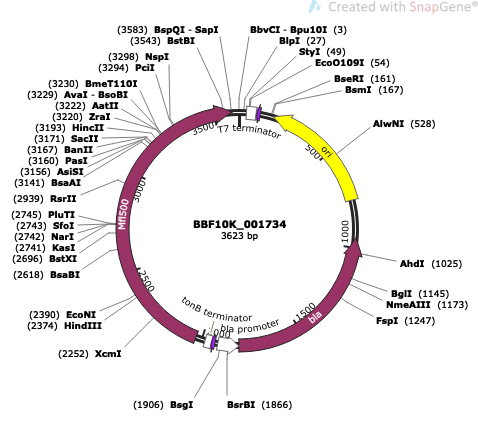 Created with SnapGene®
(3583) BspQI - SapI
(3543) BstBI
(3298) NspI
(3294) PciI
(3230) BmeT110I
(3229) AvaI - BsoBI
(3222) AatII
(3220) ZraI
(3193) HincII
(3171) SacII
(3167) BanII
(3160) PasI
(3156) AsiSI
(3141) BsaAI
(2939) RsrII
(2745) PluTI
(2743) SfoI
(2742) NarI
(2741) KasI
(2696) BstXI
(2618) BsaBI
(2390) EcoNI
(2374) HindIII
(2252) XcmI
(1906) BsgI
BsrBI (1866)
BbvCI - Bpu10I (3)
BlpI (27)
StyI (49)
EcoO109I (54)
BseRI (161)
BsmI (167)
AlwNI (528)
AhdI (1025)
BglI (1145)
NmeAIII (1173)
FspI (1247)
T7 terminator
ori
bla
bla promoter
tonB terminator
Mfl500
500
1000
1500
2500
3000
3500
BBF10K_001734
3623 bp